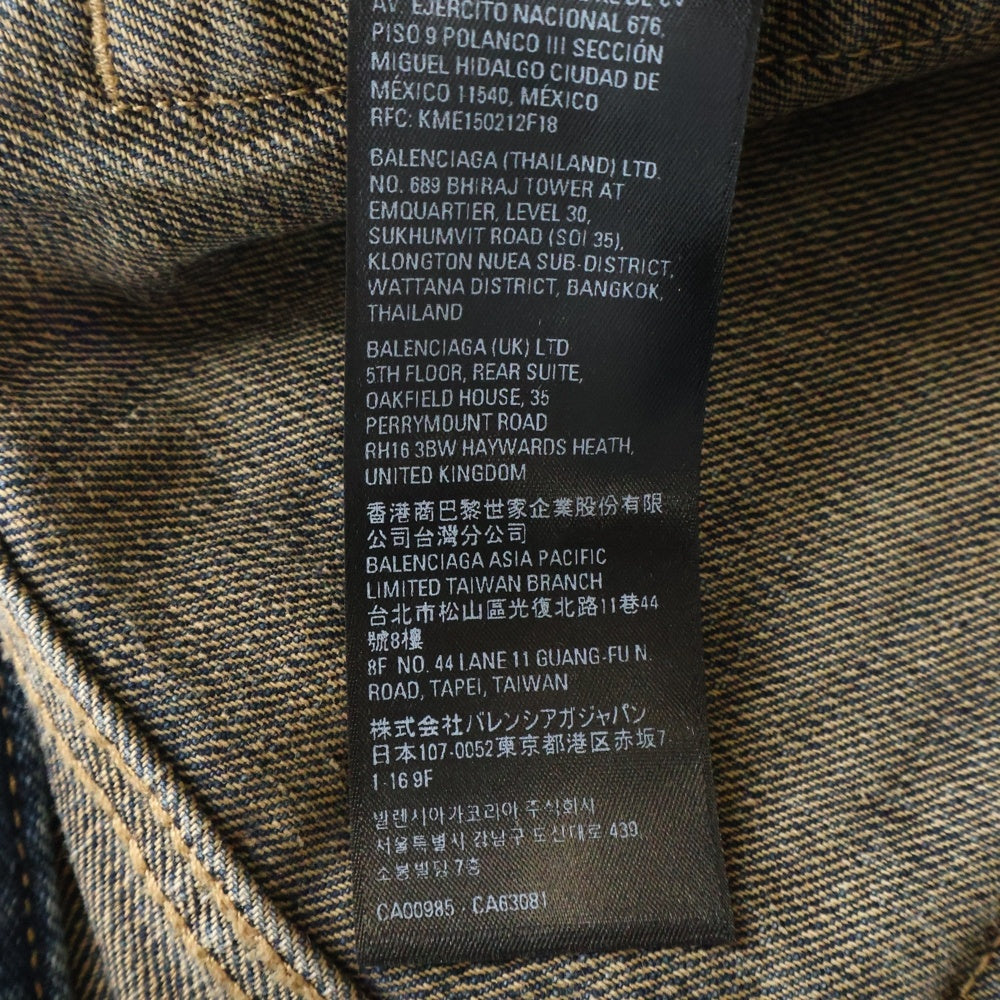 DE CV
AV. EJERCITO NACIONAL 676,
PISO 9 POLANCO III SECCIÓN
MIGUEL HIDALGO CIUDAD DE
MÉXICO 11540, MÉXICO
RFC: KME150212F18
BALENCIAGA (THAILAND) LTD.
NO. 689 BHIRAJ TOWER AT
EMQUARTIER, LEVEL 30,
SUKHUMVIT ROAD (SOI 35),
KLONGTON NUEA SUB-DISTRICT,
WATTANA DISTRICT, BANGKOK,
THAILAND
BALENCIAGA (UK) LTD
5TH FLOOR, REAR SUITE,
OAKFIELD HOUSE, 35
PERRYMOUNT ROAD
RH16 3BW HAYWARDS HEATH,
UNITED KINGDOM
香港商巴黎世家企業股份有限
公司台灣分公司
BALENCIAGA ASIA PACIFIC
LIMITED TAIWAN BRANCH
台北市松山區光復北路11巷44
號8樓
8F NO. 44 LANE 11 GUANG-FU N.
ROAD, TAPEI, TAIWAN
株式会社バレンシアガジャパン
日本107-0052東京都港区赤坂7
1-16 9F
발렌시아가코리아 주식회사
서울특별시 강남구 도산대로 439
소봉빌딩 7층
CA00985 - CA63081